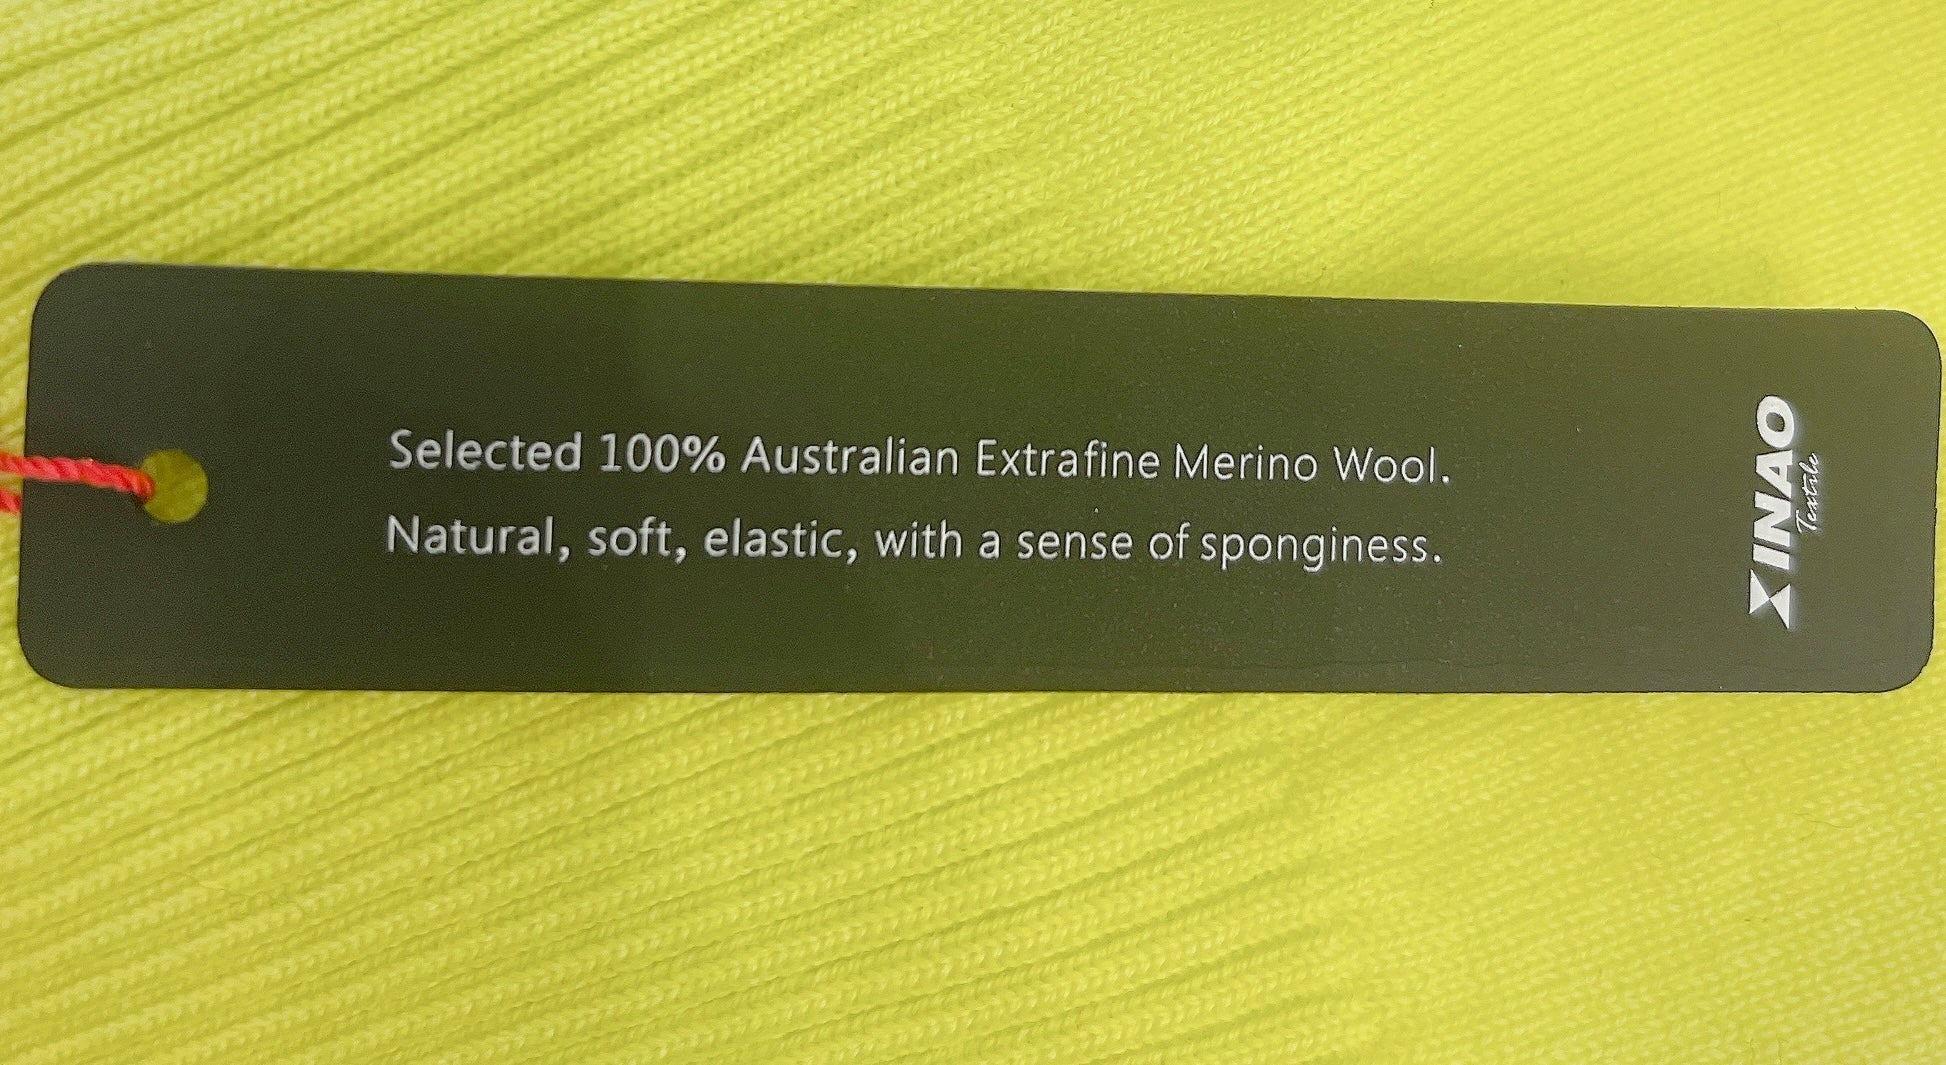 Selected 100% Australian Extrafine Merino Wool.
Natural, soft, elastic, with a sense of sponginess.
XINAO
Textile